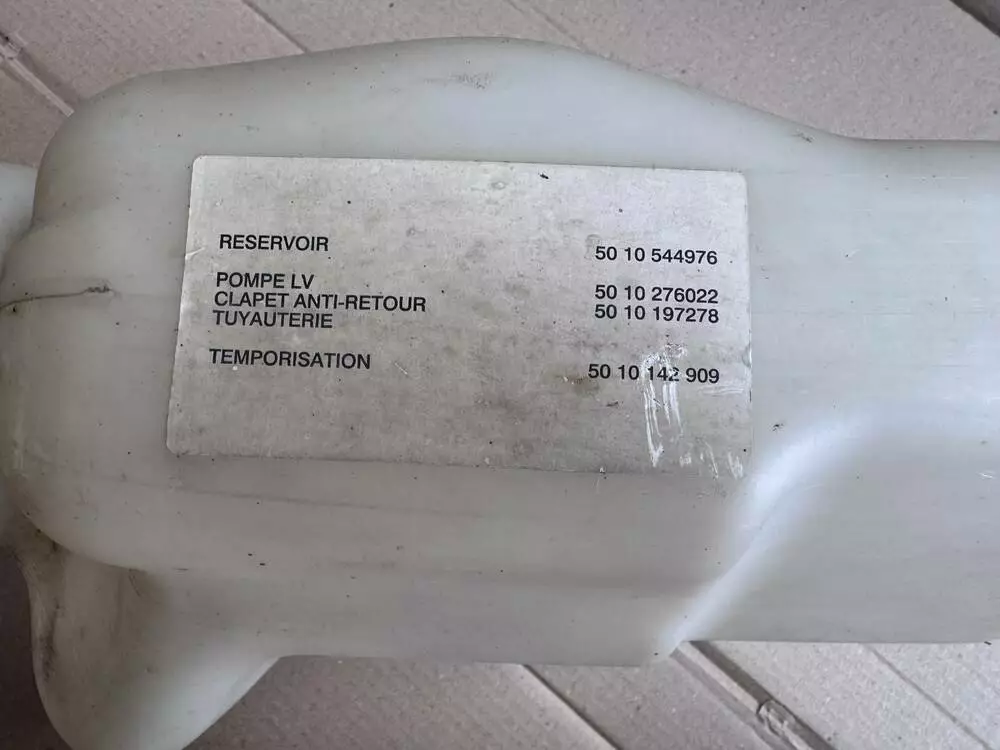 RESERVOIR 50 10 544976
POMPE LV 50 10 276022
CLAPET ANTI-RETOUR 50 10 197278
TUYAUTERIE
TEMPORISATION 50 10 142 909